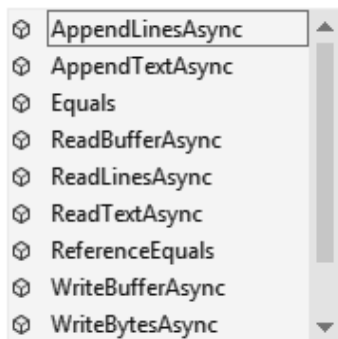 AppendLinesAsync
AppendTextAsync
Equals
ReadBufferAsync
ReadLinesAsync
ReadTextAsync
ReferenceEquals
WriteBufferAsync
WriteBytesAsync